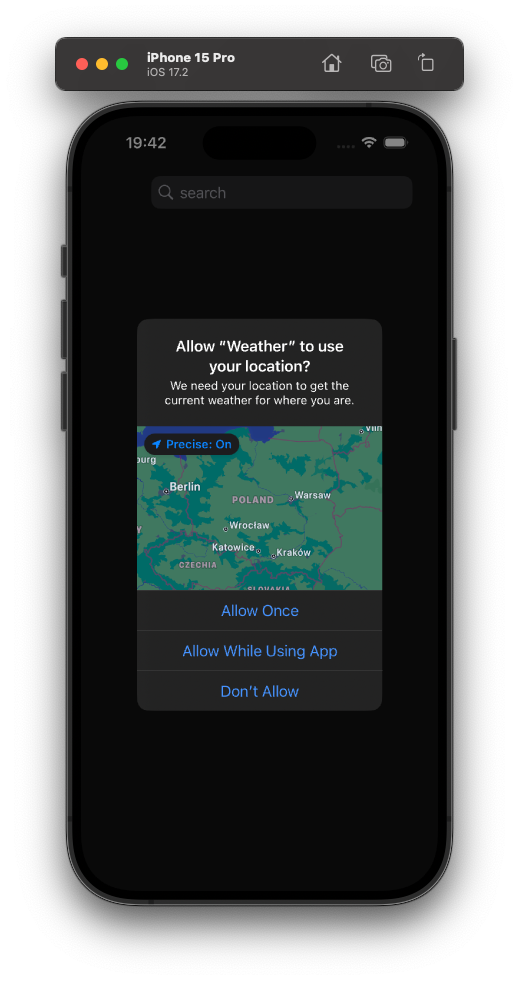 iPhone 15 Pro
iOS 17.2
19:42
search
Allow “Weather” to use
your location?
We need your location to get the
current weather for where you are.
Precise: On
Berlin
POLAND
Warsaw
Wrocław
Katowice
Kraków
CZECHIA
SLOVAKIA
Allow Once
Allow While Using App
Don’t Allow